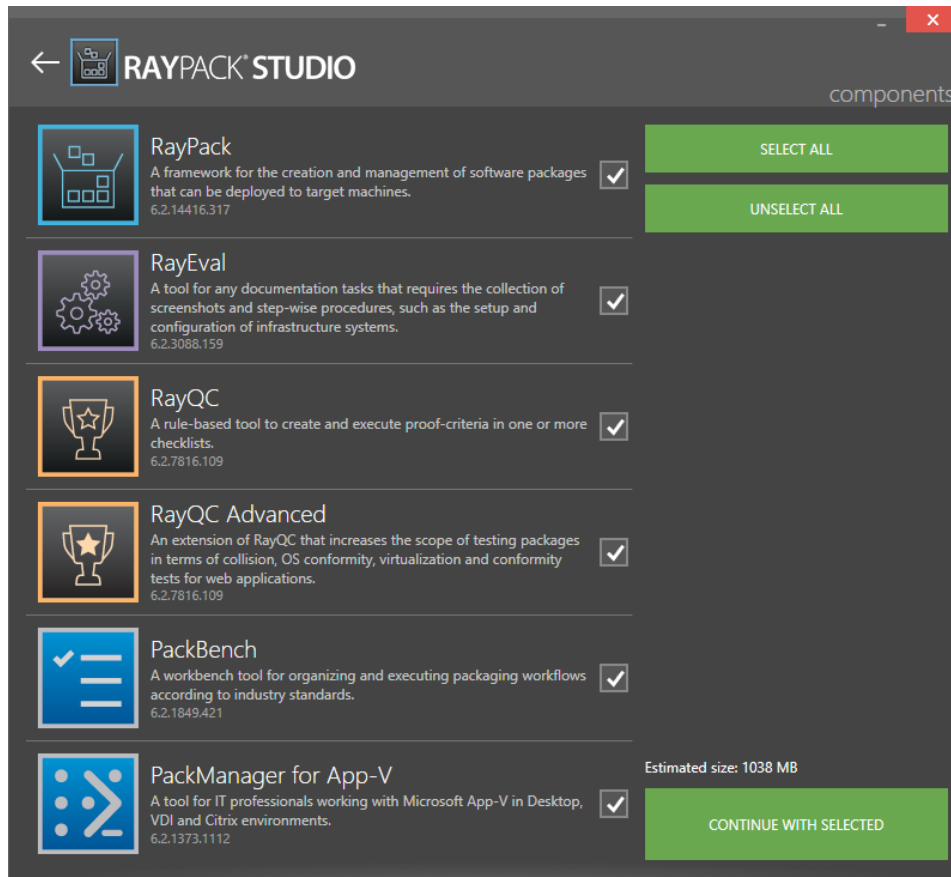 RAYPACK® STUDIO
components
RayPack
A framework for the creation and management of software packages
that can be deployed to target machines.
6.2.14416.317
RayEval
A tool for any documentation tasks that requires the collection of
screenshots and step-wise procedures, such as the setup and
configuration of infrastructure systems.
6.2.3088.159
RayQC
A rule-based tool to create and execute proof-criteria in one or more
checklists.
6.2.7816.109
RayQC Advanced
An extension of RayQC that increases the scope of testing packages
in terms of collision, OS conformity, virtualization and conformity
tests for web applications.
6.2.7816.109
PackBench
A workbench tool for organizing and executing packaging workflows
according to industry standards.
6.2.1849.421
PackManager for App-V
A tool for IT professionals working with Microsoft App-V in Desktop,
VDI and Citrix environments.
6.2.1373.1112
SELECT ALL
UNSELECT ALL
Estimated size: 1038 MB
CONTINUE WITH SELECTED